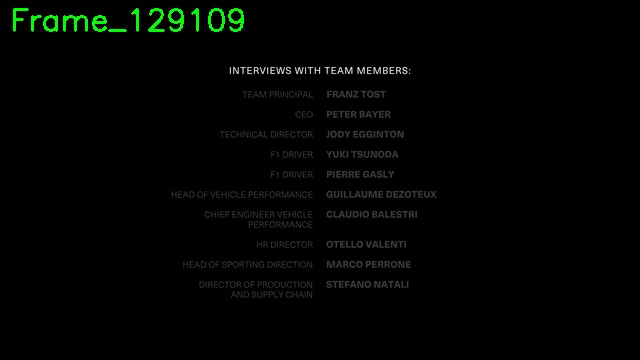 Frame_129109
INTERVIEWS WITH TEAM MEMBERS:
TEAM PRINCIPAL FRANZ TOST
CEO PETER BAYER
TECHNICAL DIRECTOR JODY EGGINTON
F1 DRIVER YUKI TSUNODA
F1 DRIVER PIERRE GASLY
HEAD OF VEHICLE PERFORMANCE GUILLAUME DEZOTEUX
CHIEF ENGINEER VEHICLE CLAUDIO BALESTRI
PERFORMANCE
HR DIRECTOR OTELLO VALENTI
HEAD OF SPORTING DIRECTION MARCO PERRONE
DIRECTOR OF PRODUCTION STEFANO NATALI
AND SUPPLY CHAIN